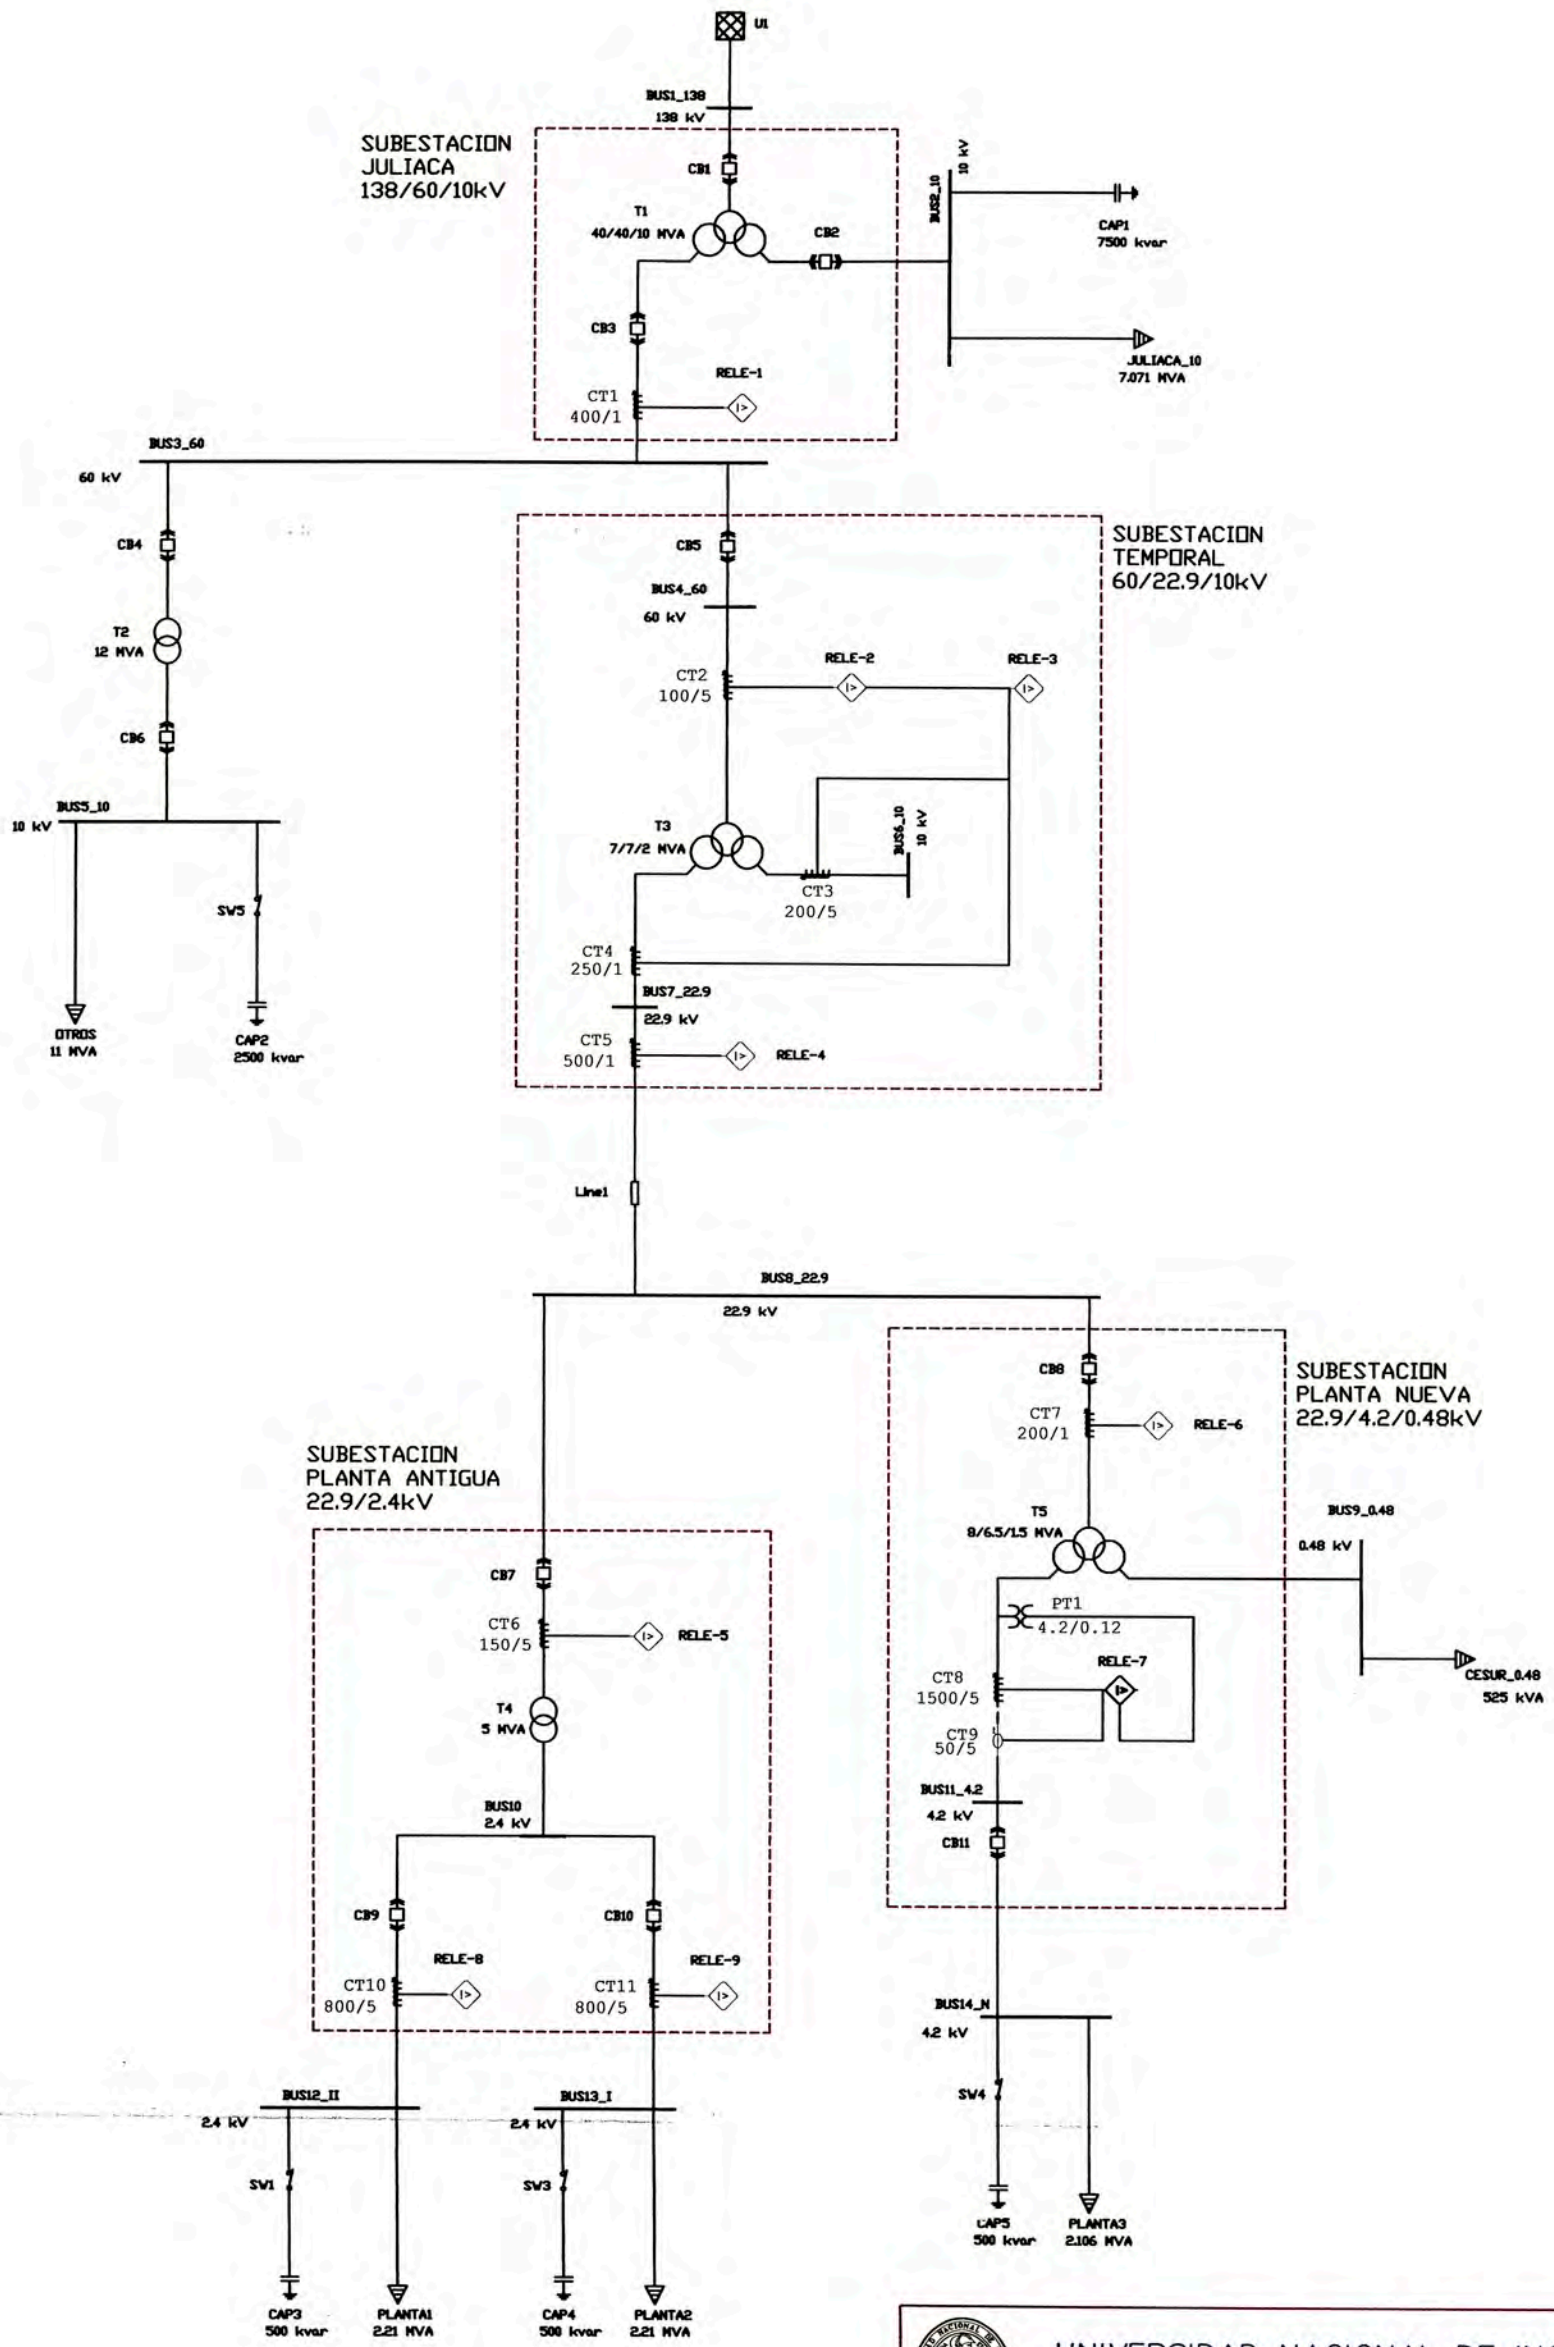 U1
BUS1_138
138 kV
SUBESTACION
JULIACA
138/60/10kV
CB1
T1
40/40/10 MVA
CB2
BUS2_10
10 kV
CAP1
7500 kvar
CB3
JULIACA_10
7.071 MVA
RELE-1
CT1
400/1
I>
BUS3_60
60 kV
SUBESTACION
TEMPORAL
60/22.9/10kV
CB4
CB5
BUS4_60
60 kV
T2
12 MVA
CT2
100/5
RELE-2
I>
RELE-3
I>
CB6
BUS5_10
10 kV
T3
7/7/2 MVA
BUS6_10
10 kV
CT3
200/5
SW5
CT4
250/1
BUS7_22.9
22.9 kV
OTROS
11 MVA
CAP2
2500 kvar
CT5
500/1
I>
RELE-4
Line1
BUS8_22.9
22.9 kV
SUBESTACION
PLANTA NUEVA
22.9/4.2/0.48kV
CB8
CT7
200/1
I>
RELE-6
SUBESTACION
PLANTA ANTIGUA
22.9/2.4kV
T5
8/6.5/1.5 MVA
BUS9_0.48
0.48 kV
CB7
CT6
150/5
I>
RELE-5
PT1
4.2/0.12
RELE-7
CT8
1500/5
I>
CESUR_0.48
525 kVA
T4
5 MVA
CT9
50/5
BUS10
2.4 kV
BUS11_4.2
4.2 kV
CB11
CB9
CB10
RELE-8
RELE-9
CT10
800/5
I>
CT11
800/5
I>
BUS14_N
4.2 kV
BUS12_II
2.4 kV
BUS13_I
2.4 kV
SW4
SW1
SW3
CAP5
500 kvar
PLANTA3
2.106 MVA
CAP3
500 kvar
PLANTA1
2.21 MVA
CAP4
500 kvar
PLANTA2
2.21 MVA